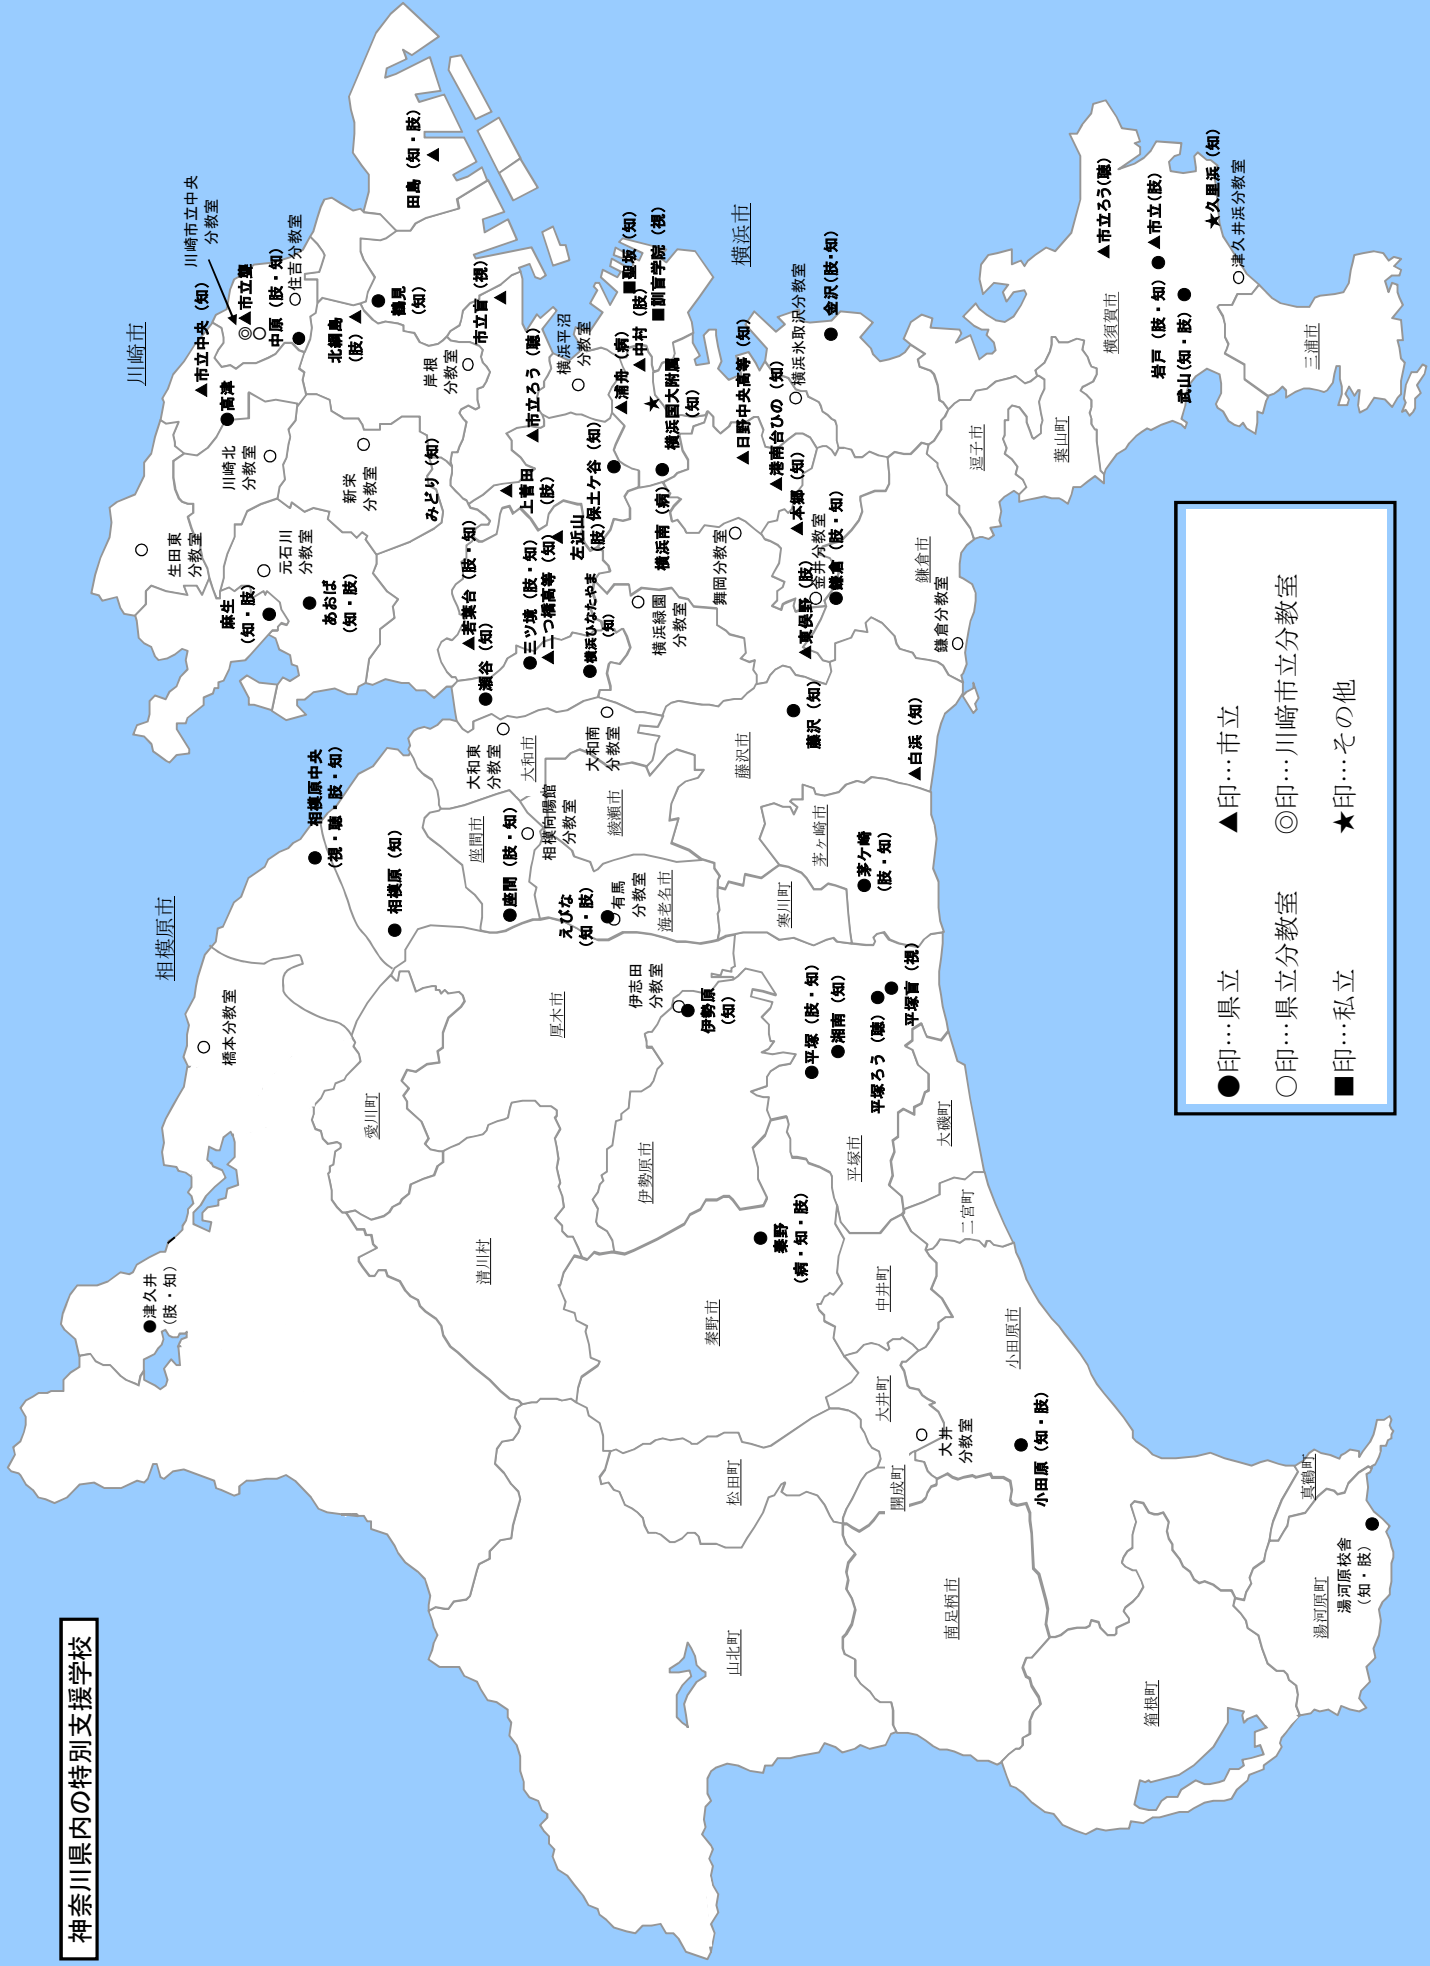 神奈川県内の特別支援学校
川崎市
川崎市立中央
分教室
▲市立中央（知）
▲市立聾
中原（肢・知）
○住吉分教室
●高津
田島（知・肢）
鶴見
（知）
北綱島
（肢）
川崎北
分教室
生田東
分教室
元石川
分教室
麻生
（知・肢）
あおば
（知・肢）
新栄
分教室
岸根
分教室
市立盲（視）
みどり（知）
▲市立ろう（聴）
横浜平沼
分教室
上菅田
（肢）
▲浦舟（病）
▲中村（肢）
■聖坂（知）
■訓盲学院（視）
横浜市
横浜国大附属
（知）
保土ケ谷（知）
左近山
（肢）
横浜南（病）
▲若葉台（肢・知）
●瀬谷（知）
●三ツ境（肢・知）
▲二つ橋高等（知）
●横浜ひなたやま
（知）
横浜緑園
分教室
舞岡分教室
▲日野中央高等（知）
▲港南台ひの（知）
○横浜氷取沢分教室
●金沢（肢・知）
▲本郷（知）
○金井分教室
●鎌倉（肢・知）
▲東俣野（肢）
鎌倉市
鎌倉分教室
逗子市
葉山町
横須賀市
▲市立ろう（聴）
▲市立（肢）
岩戸（肢・知）
武山（知・肢）
★久里浜（知）
○津久井浜分教室
三浦市
相模原市
相模原中央
（視・聴・肢・知）
●相模原（知）
橋本分教室
●津久井
（肢・知）
大和東
分教室
大和市
大和南
分教室
座間市
●座間（肢・知）
相模向陽館
分教室
綾瀬市
えびな
（知・肢）
有馬
分教室
海老名市
藤沢市
藤沢（知）
▲白浜（知）
茅ヶ崎市
●茅ケ崎
（肢・知）
寒川町
厚木市
愛川町
清川村
伊志田
分教室
伊勢原
（知）
伊勢原市
●平塚（肢・知）
●湘南（知）
平塚ろう（聴）
平塚盲（視）
平塚市
大磯町
二宮町
秦野
（病・知・肢）
秦野市
中井町
大井町
大井
分教室
松田町
開成町
小田原市
小田原（知・肢）
山北町
南足柄市
箱根町
真鶴町
湯河原町
湯河原校舎
（知・肢）
●印…県立
▲印…市立
○印…県立分教室
◎印…川崎市立分教室
■印…私立
★印…その他